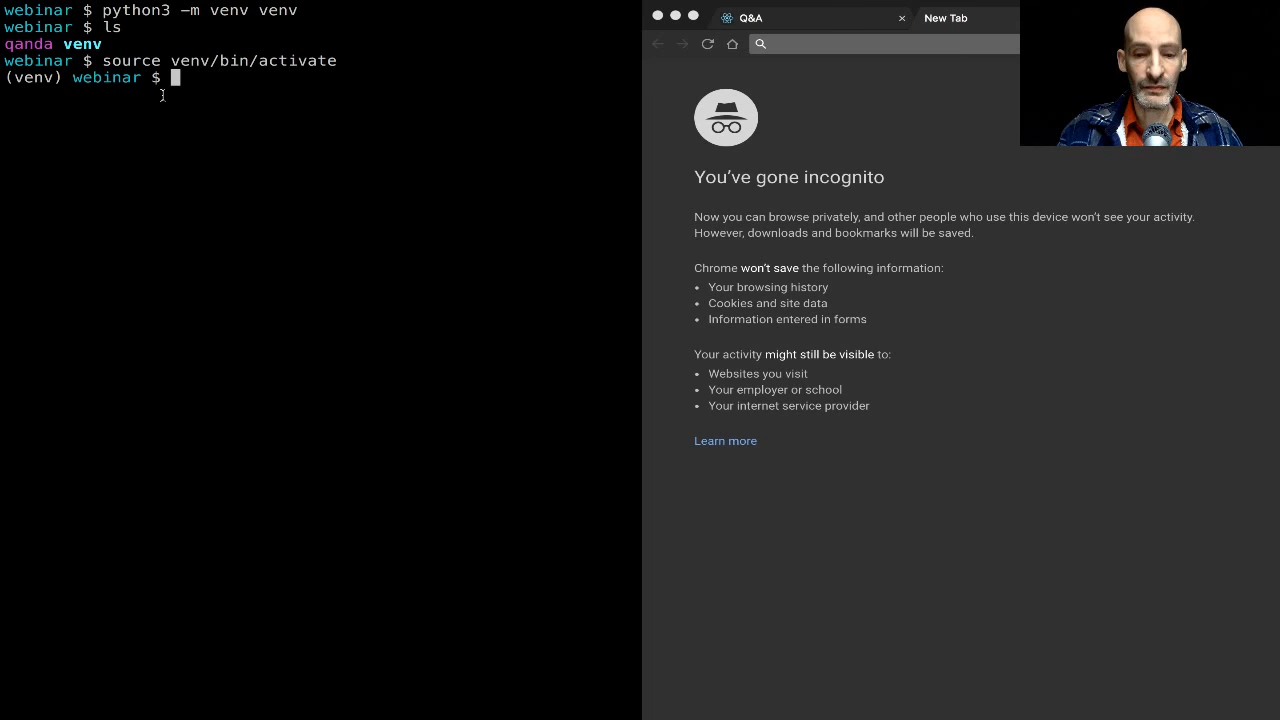 webinar $ python3 -m venv venv
webinar $ ls
qanda venv
webinar $ source venv/bin/activate
(venv) webinar $
Q&A
New Tab
You've gone incognito
Now you can browse privately, and other people who use this device won't see your activity.
However, downloads and bookmarks will be saved.
Chrome won't save the following information:
• Your browsing history
• Cookies and site data
• Information entered in forms
Your activity might still be visible to:
• Websites you visit
• Your employer or school
• Your internet service provider
Learn more